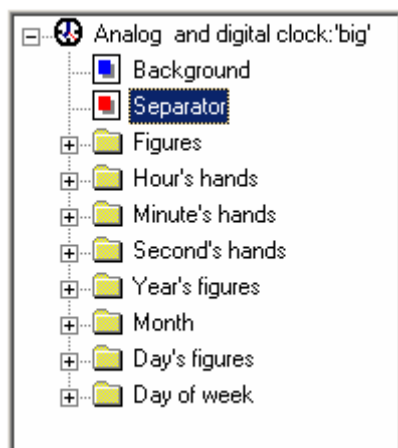 Analog  and digital clock:'big'
Background
Separator
Figures
Hour's hands
Minute's hands
Second's hands
Year's figures
Month
Day's figures
Day of week